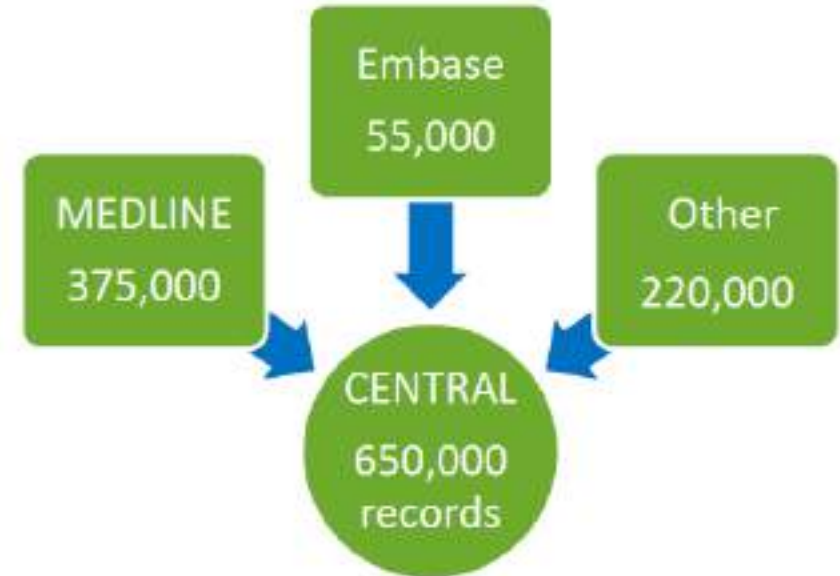 Embase
55,000
MEDLINE
375,000
Other
220,000
CENTRAL
650,000
records